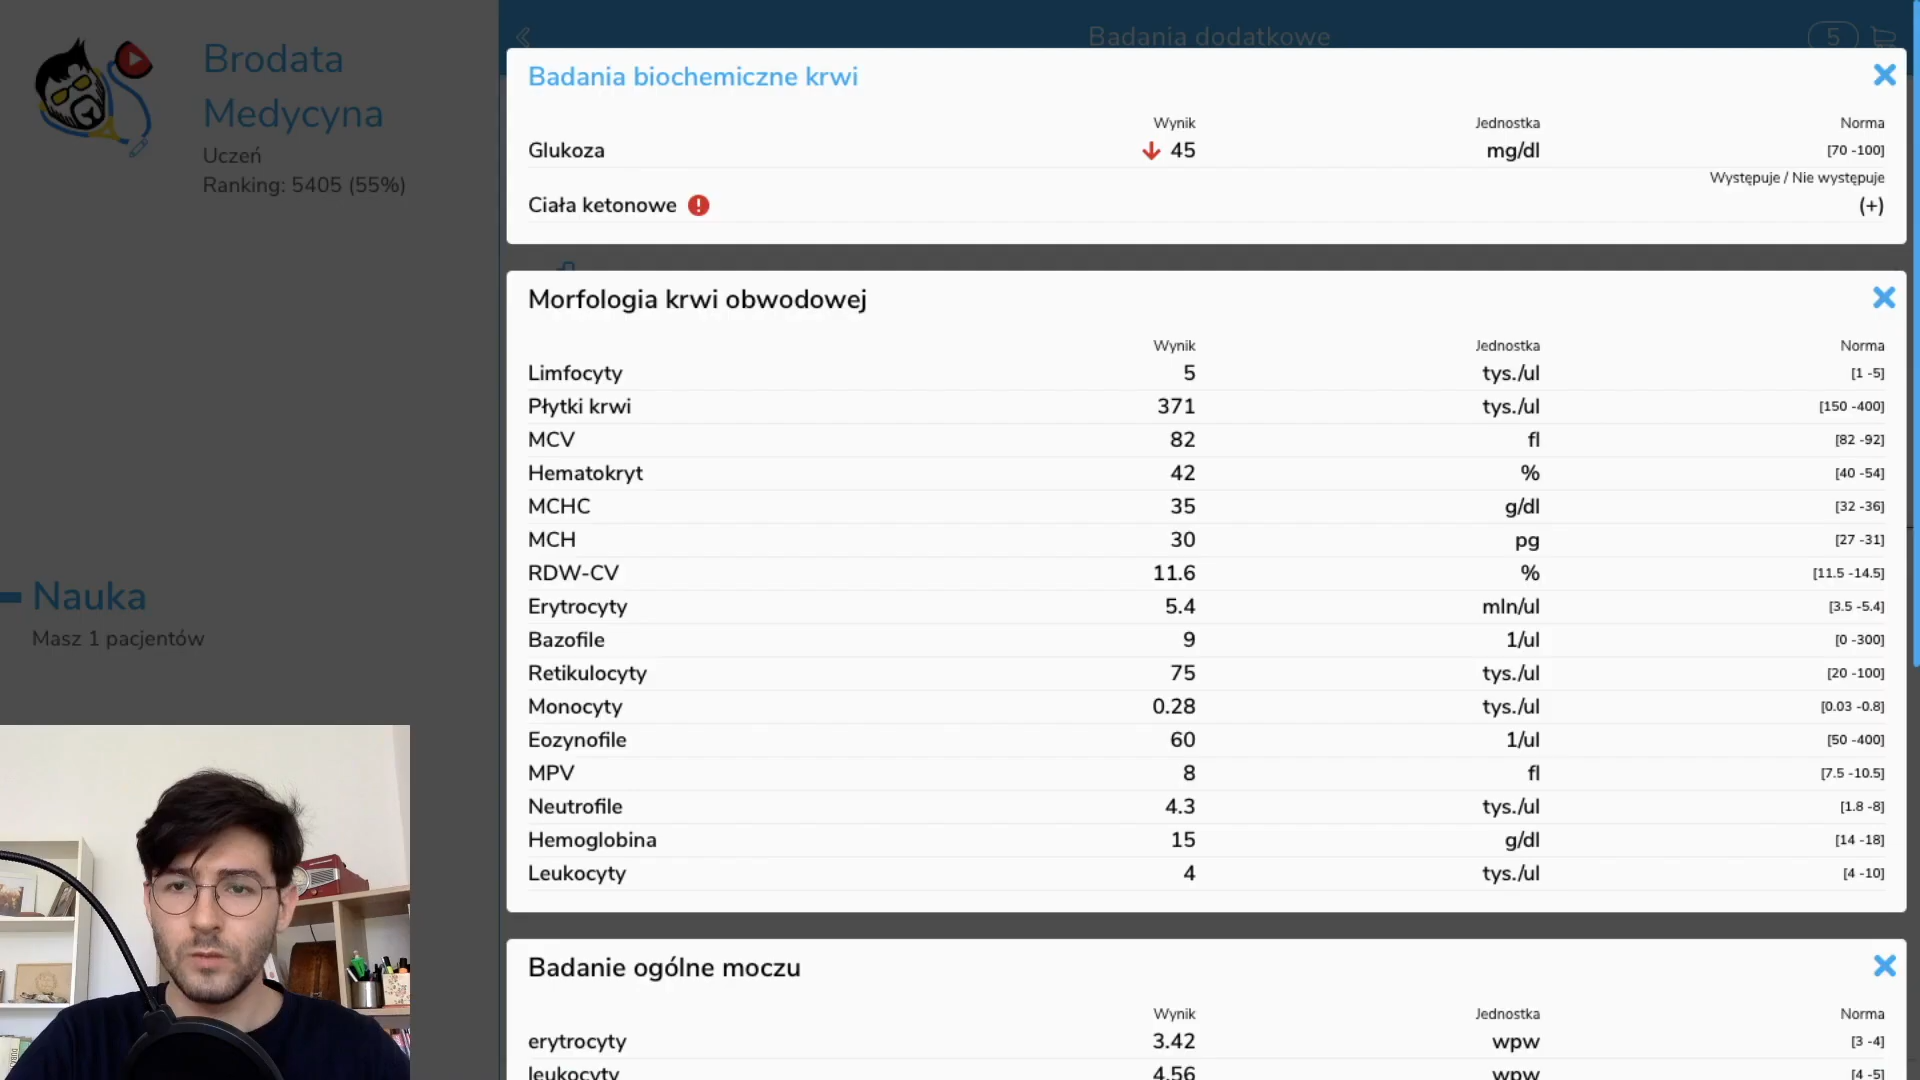 Brodata
Medycyna
Uczeń
Ranking: 5405 (55%)
Nauka
Masz 1 pacjentów
Badania dodatkowe
5
Badania biochemiczne krwi
Wynik Jednostka Norma
Glukoza 45 mg/dl [70 -100]
Występuje / Nie występuje
Ciała ketonowe (+)
Morfologia krwi obwodowej
Wynik Jednostka Norma
Limfocyty 5 tys./ul [1 -5]
Płytki krwi 371 tys./ul [150 -400]
MCV 82 fl [82 -92]
Hematokryt 42 % [40 -54]
MCHC 35 g/dl [32 -36]
MCH 30 pg [27 -31]
RDW-CV 11.6 % [11.5 -14.5]
Erytrocyty 5.4 mln/ul [3.5 -5.4]
Bazofile 9 1/ul [0 -300]
Retikulocyty 75 tys./ul [20 -100]
Monocyty 0.28 tys./ul [0.03 -0.8]
Eozynofile 60 1/ul [50 -400]
MPV 8 fl [7.5 -10.5]
Neutrofile 4.3 tys./ul [1.8 -8]
Hemoglobina 15 g/dl [14 -18]
Leukocyty 4 tys./ul [4 -10]
Badanie ogólne moczu
Wynik Jednostka Norma
erytrocyty 3.42 wpw [3 -4]
leukocyty 4.56 wpw [4 -5]